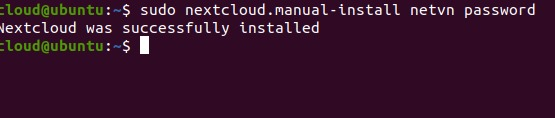 cloud@ubuntu:~$ sudo nextcloud.manual-install netvn password
Nextcloud was successfully installed
cloud@ubuntu:~$